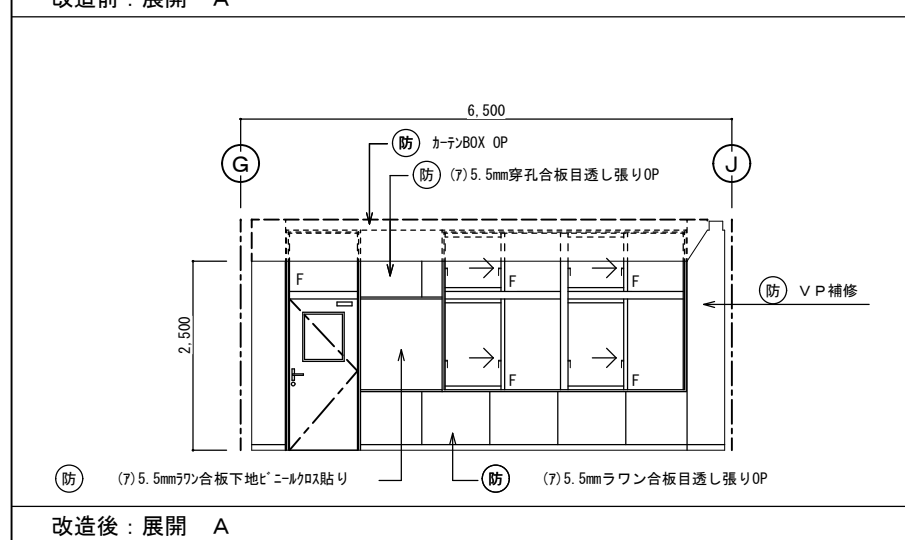 改造前：展開　A
6,500
防 ｶｰﾃﾝBOX OP
G
防 (ｱ)5.5mm穿孔合板目透し張りOP
J
F
F
F
防 ＶＰ補修
2,500
F
F
防 (ｱ)5.5mmﾗﾜﾝ合板下地ﾋﾞﾆｰﾙｸﾛｽ貼り
防 (ｱ)5.5mmラワン合板目透し張りOP
改造後：展開　A